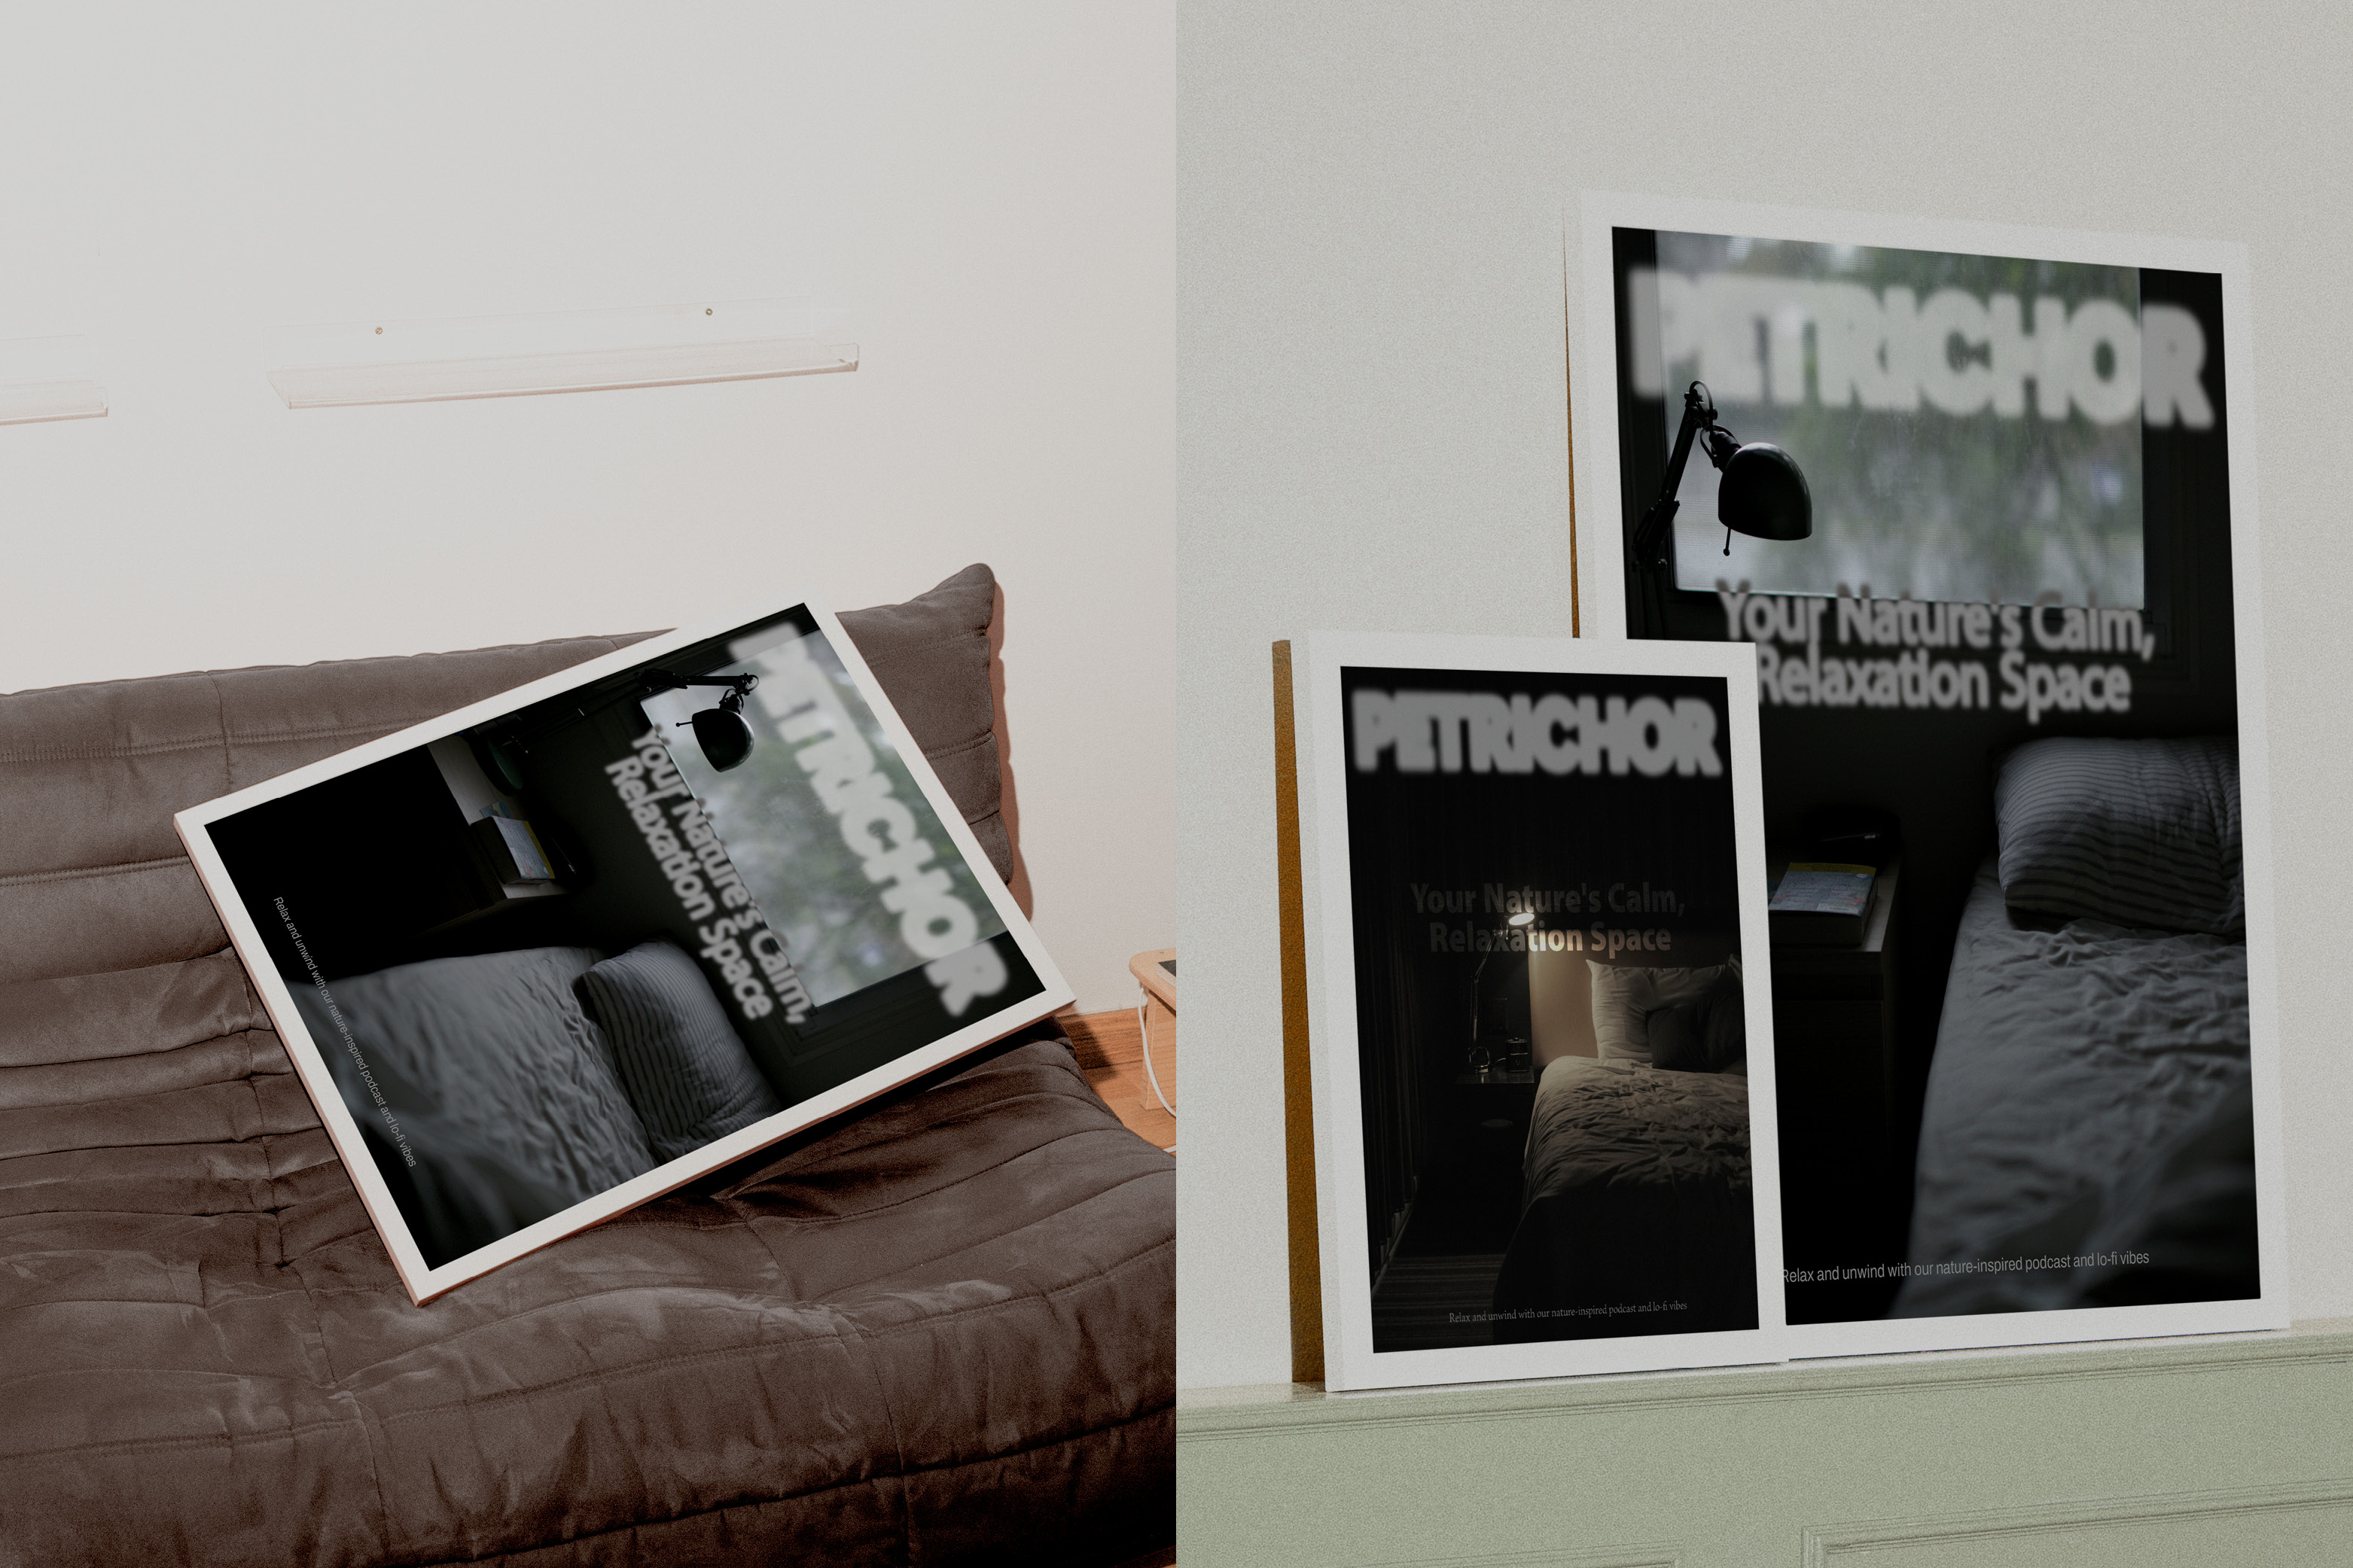 PETRICHOR
Your Nature's Calm,
Relaxation Space
Relax and unwind with our nature-inspired podcast and lo-fi vibes
PETRICHOR
Your Nature's Calm,
Relaxation Space
Relax and unwind with our nature-inspired podcast and lo-fi vibes
PETRICHOR
Your Nature's Calm,
Relaxation Space
Relax and unwind with our nature-inspired podcast and lo-fi vibes